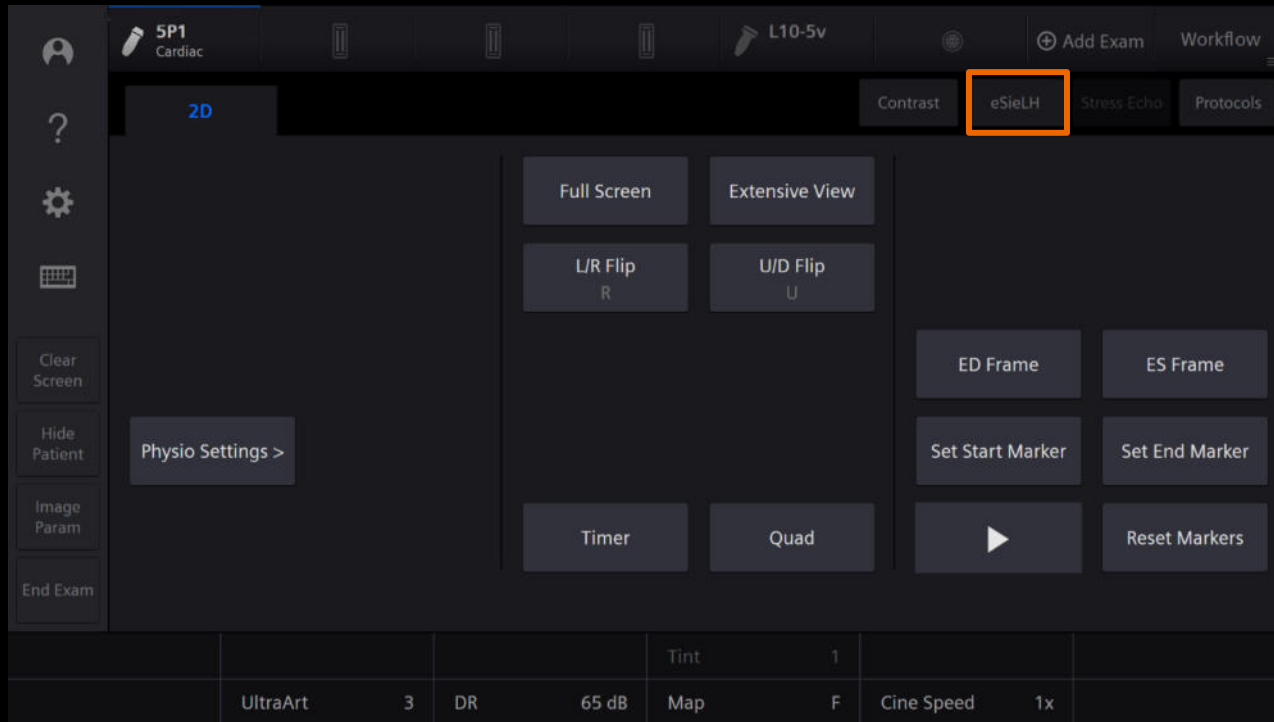 5P1
Cardiac
L10-5v
Add Exam
Workflow
2D
Contrast
eSieLH
Stress Echo
Protocols
?
Full Screen
Extensive View
L/R Flip
R
U/D Flip
U
Clear
Screen
ED Frame
ES Frame
Hide
Patient
Physio Settings >
Set Start Marker
Set End Marker
Image
Param
Timer
Quad
Reset Markers
End Exam
Tint 1
UltraArt 3
DR 65 dB
Map F
Cine Speed 1x